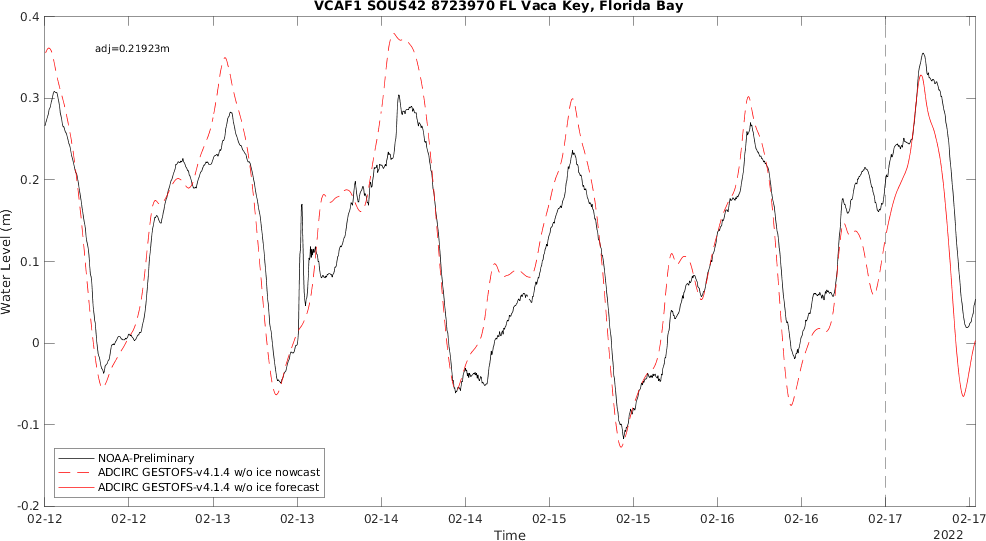 VCAF1 SOUS42 8723970 FL Vaca Key, Florida Bay
adj=0.21923m
0.4
0.3
0.2
0.1
0
-0.1
-0.2
Water Level (m)
NOAA-Preliminary
ADCIRC GESTOFS-v4.1.4 w/o ice nowcast
ADCIRC GESTOFS-v4.1.4 w/o ice forecast
02-12 02-12 02-13 02-13 02-14 02-14 02-15 02-15 02-16 02-16 02-17 02-17
Time
2022